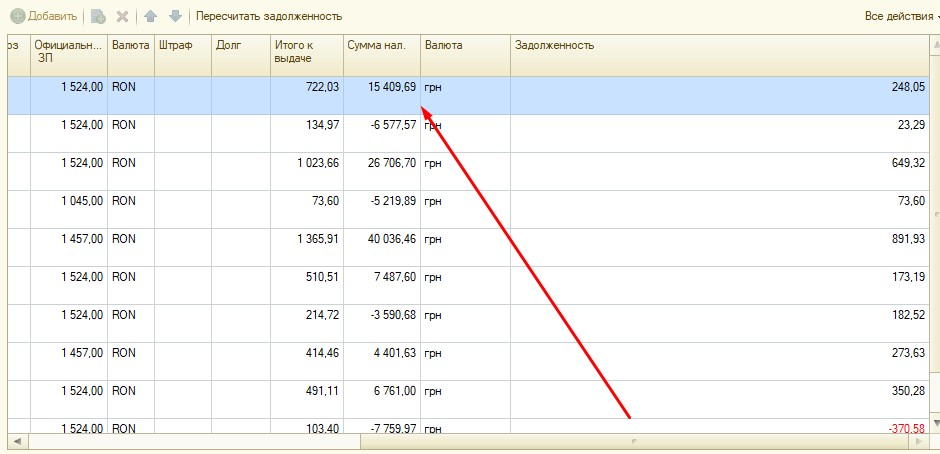 Добавить Пересчитать задолженность Все действия
оз Официальн... ЗП Валюта Штраф Долг Итого к выдаче Сумма нал. Валюта Задолженность
1 524,00 RON 722,03 15 409,69 грн 248,05
1 524,00 RON 134,97 -6 577,57 грн 23,29
1 524,00 RON 1 023,66 26 706,70 грн 649,32
1 045,00 RON 73,60 -5 219,89 грн 73,60
1 457,00 RON 1 365,91 40 036,46 грн 891,93
1 524,00 RON 510,51 7 487,60 грн 173,19
1 524,00 RON 214,72 -3 590,68 грн 182,52
1 457,00 RON 414,46 4 401,63 грн 273,63
1 524,00 RON 491,11 6 761,00 грн 350,28
1 524,00 RON 103,40 -7 759,97 грн -370,58